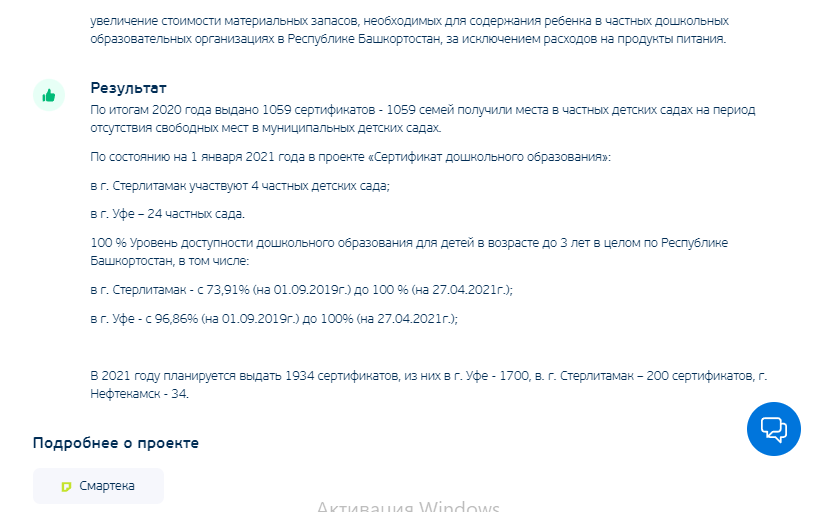 увеличение стоимости материальных запасов, необходимых для содержания ребенка в частных дошкольных
образовательных организациях в Республике Башкортостан, за исключением расходов на продукты питания.
Результат
По итогам 2020 года выдано 1059 сертификатов - 1059 семей получили места в частных детских садах на период
отсутствия свободных мест в муниципальных детских садах.
По состоянию на 1 января 2021 года в проекте «Сертификат дошкольного образования»:
в г. Стерлитамак участвуют 4 частных детских сада;
в г. Уфе – 24 частных сада.
100 % Уровень доступности дошкольного образования для детей в возрасте до 3 лет в целом по Республике
Башкортостан, в том числе:
в г. Стерлитамак - с 73,91% (на 01.09.2019г.) до 100 % (на 27.04.2021г.);
в г. Уфе - с 96,86% (на 01.09.2019г.) до 100% (на 27.04.2021г.);
В 2021 году планируется выдать 1934 сертификатов, из них в г. Уфе - 1700, в. г. Стерлитамак – 200 сертификатов, г.
Нефтекамск - 34.
Подробнее о проекте
Смартека
Активация Windows